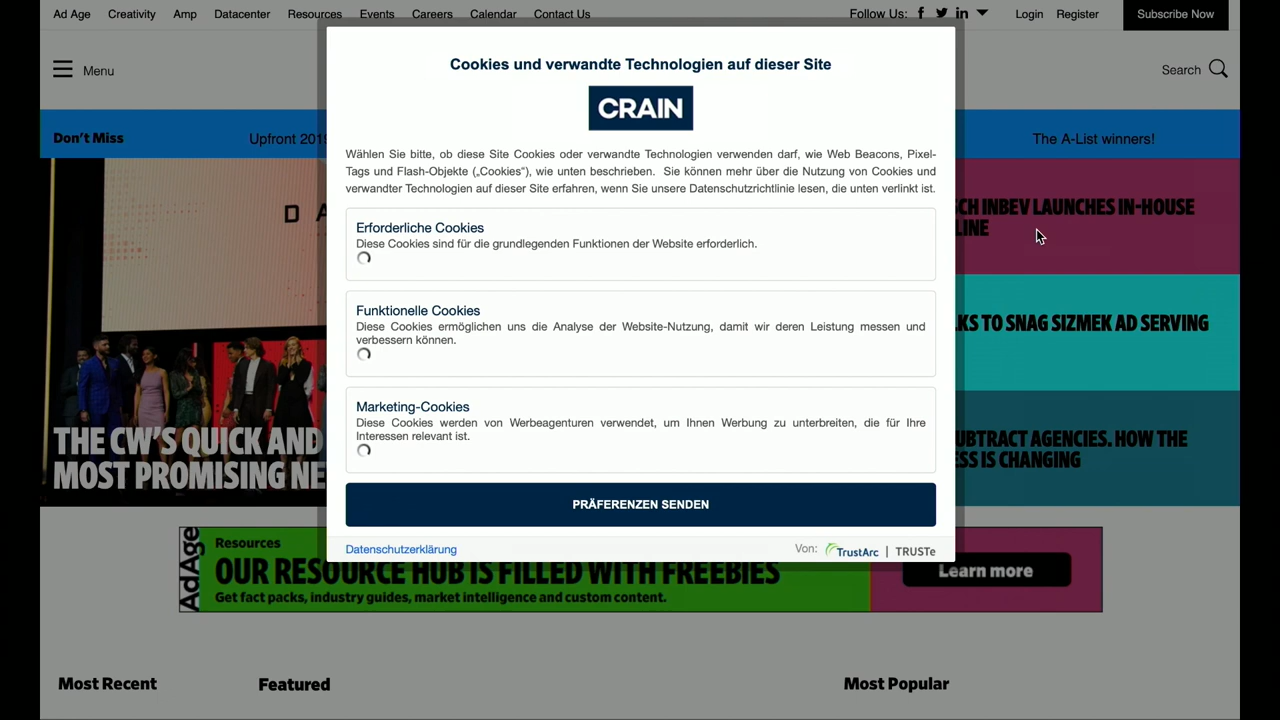 Ad Age Creativity Amp Datacenter Resources Events Careers Calendar Contact Us Follow Us: Login Register Subscribe Now
Menu
Search
Don't Miss Upfront 2019 The A-List winners!
Cookies und verwandte Technologien auf dieser Site
CRAIN
Wählen Sie bitte, ob diese Site Cookies oder verwandte Technologien verwenden darf, wie Web Beacons, Pixel-
Tags und Flash-Objekte („Cookies"), wie unten beschrieben. Sie können mehr über die Nutzung von Cookies und
verwandter Technologien auf dieser Site erfahren, wenn Sie unsere Datenschutzrichtlinie lesen, die unten verlinkt ist.
Erforderliche Cookies
Diese Cookies sind für die grundlegenden Funktionen der Website erforderlich.
Funktionelle Cookies
Diese Cookies ermöglichen uns die Analyse der Website-Nutzung, damit wir deren Leistung messen und
verbessern können.
Marketing-Cookies
Diese Cookies werden von Werbeagenturen verwendet, um Ihnen Werbung zu unterbreiten, die für Ihre
Interessen relevant ist.
PRÄFERENZEN SENDEN
Datenschutzerklärung
Von: TrustArc | TRUSTe
D A
THE CW'S QUICK AND
MOST PROMISING NE
CH INBEV LAUNCHES IN-HOUSE
LINE
KS TO SNAG SIZMEK AD SERVING
UBTRACT AGENCIES. HOW THE
SS IS CHANGING
AdAge
Resources
OUR RESOURCE HUB IS FILLED WITH FREEBIES
Get fact packs, industry guides, market intelligence and custom content.
Learn more
Most Recent
Featured
Most Popular